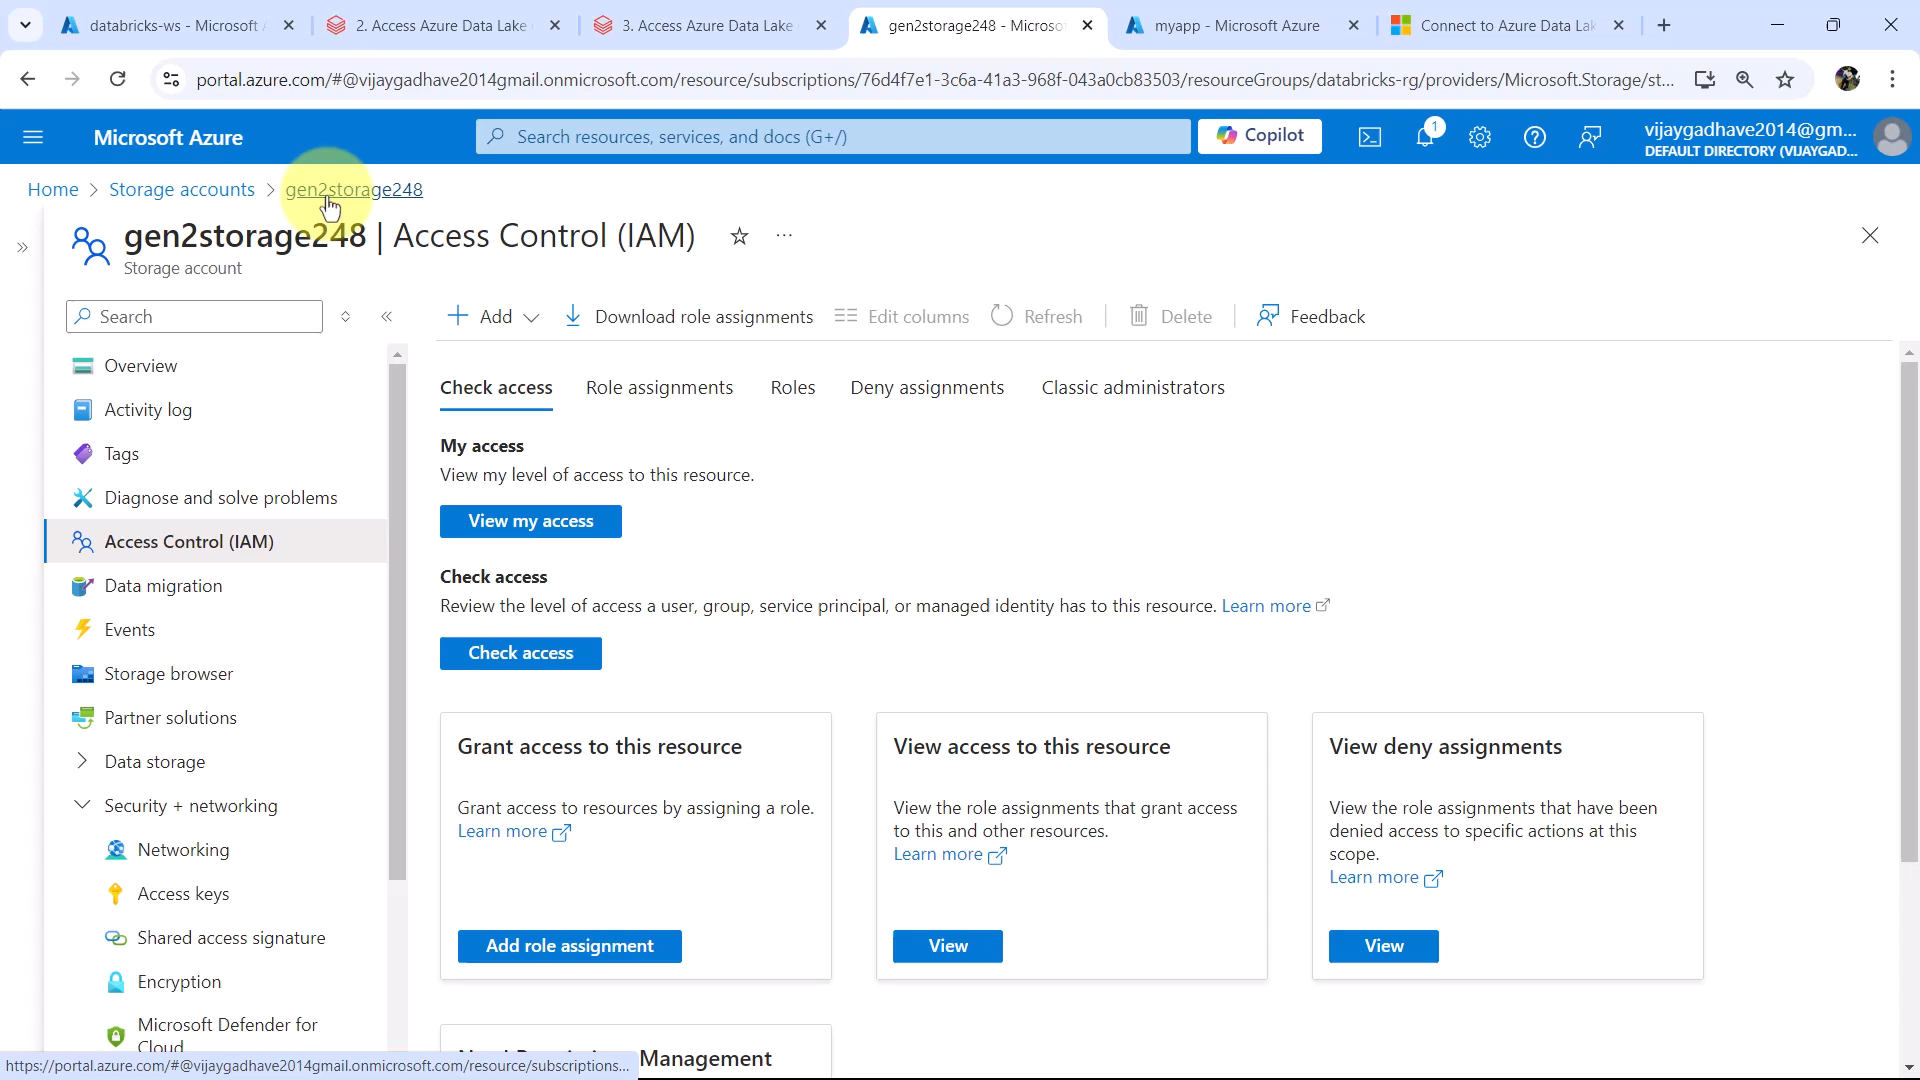 databricks-ws - Microsoft A
2. Access Azure Data Lake
3. Access Azure Data Lake
gen2storage248 - Microso
myapp - Microsoft Azure
Connect to Azure Data Lak
portal.azure.com/#@vijaygadhave2014gmail.onmicrosoft.com/resource/subscriptions/76d4f7e1-3c6a-41a3-968f-043a0cb83503/resourceGroups/databricks-rg/providers/Microsoft.Storage/st...
Microsoft Azure
Search resources, services, and docs (G+/)
Copilot
1
vijaygadhave2014@gm...
DEFAULT DIRECTORY (VIJAYGAD...
Home > Storage accounts > gen2storage248
gen2storage248 | Access Control (IAM)
Storage account
Search
Add
Download role assignments
Edit columns
Refresh
Delete
Feedback
Overview
Activity log
Tags
Diagnose and solve problems
Access Control (IAM)
Data migration
Events
Storage browser
Partner solutions
Data storage
Security + networking
Networking
Access keys
Shared access signature
Encryption
Microsoft Defender for
Cloud
Check access
Role assignments
Roles
Deny assignments
Classic administrators
My access
View my level of access to this resource.
View my access
Check access
Review the level of access a user, group, service principal, or managed identity has to this resource. Learn more
Check access
Grant access to this resource
Grant access to resources by assigning a role.
Learn more
Add role assignment
View access to this resource
View the role assignments that grant access
to this and other resources.
Learn more
View
View deny assignments
View the role assignments that have been
denied access to specific actions at this
scope.
Learn more
View
Management
https://portal.azure.com/#@vijaygadhave2014gmail.onmicrosoft.com/resource/subscriptions...